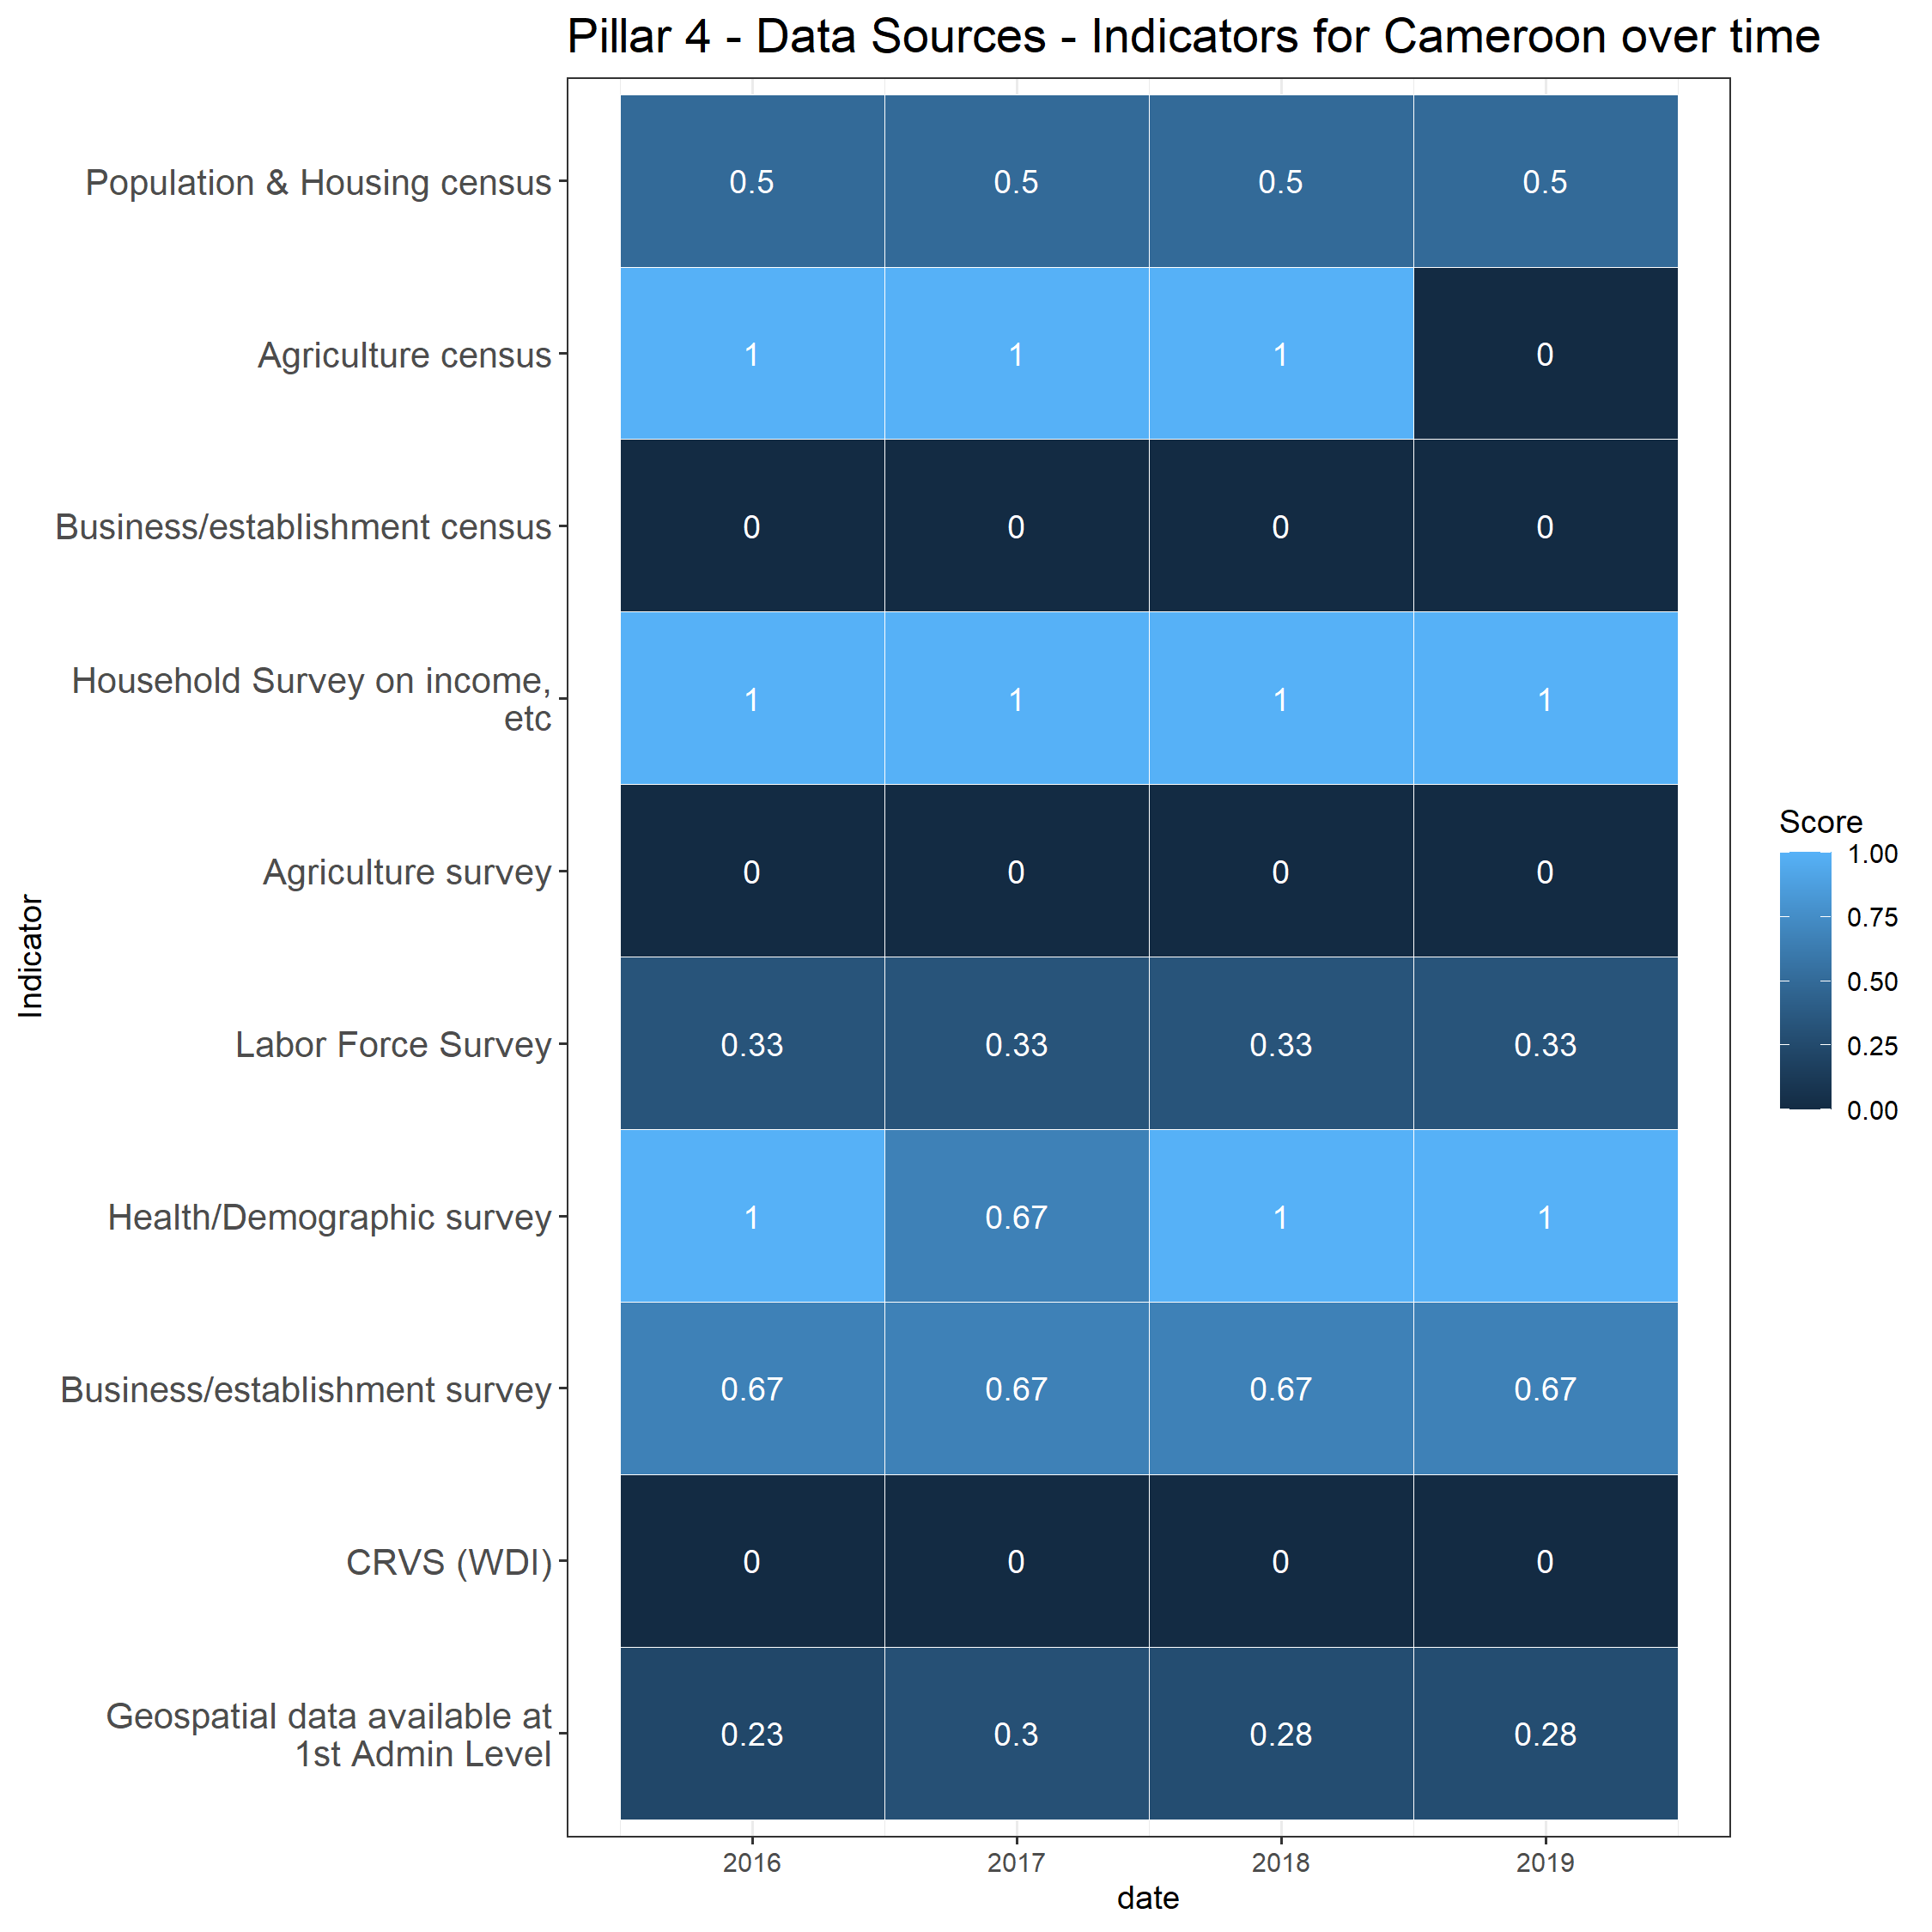 Pillar 4 - Data Sources - Indicators for Cameroon over time
Indicator
Population & Housing census
0.5 0.5 0.5 0.5
Agriculture census
1 1 1 0
Business/establishment census
0 0 0 0
Household Survey on income,
etc
1 1 1 1
Agriculture survey
0 0 0 0
Labor Force Survey
0.33 0.33 0.33 0.33
Health/Demographic survey
1 0.67 1 1
Business/establishment survey
0.67 0.67 0.67 0.67
CRVS (WDI)
0 0 0 0
Geospatial data available at
1st Admin Level
0.23 0.3 0.28 0.28
2016 2017 2018 2019
date
Score
1.00
0.75
0.50
0.25
0.00